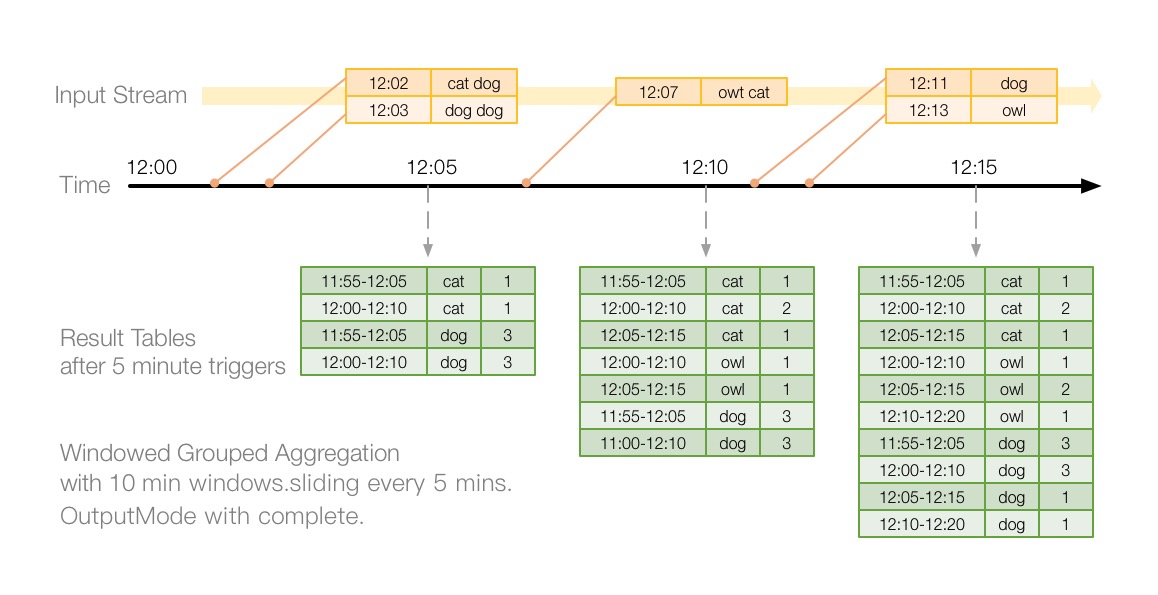 Input Stream
12:02 cat dog
12:03 dog dog
12:07 owt cat
12:11 dog
12:13 owl
Time
12:00 12:05 12:10 12:15
Result Tables
after 5 minute triggers
11:55-12:05 cat 1
12:00-12:10 cat 1
11:55-12:05 dog 3
12:00-12:10 dog 3
11:55-12:05 cat 1
12:00-12:10 cat 2
12:05-12:15 cat 1
12:00-12:10 owl 1
12:05-12:15 owl 1
11:55-12:05 dog 3
11:00-12:10 dog 3
11:55-12:05 cat 1
12:00-12:10 cat 2
12:05-12:15 cat 1
12:00-12:10 owl 1
12:05-12:15 owl 2
12:10-12:20 owl 1
11:55-12:05 dog 3
12:00-12:10 dog 3
12:05-12:15 dog 1
12:10-12:20 dog 1
Windowed Grouped Aggregation
with 10 min windows.sliding every 5 mins.
OutputMode with complete.